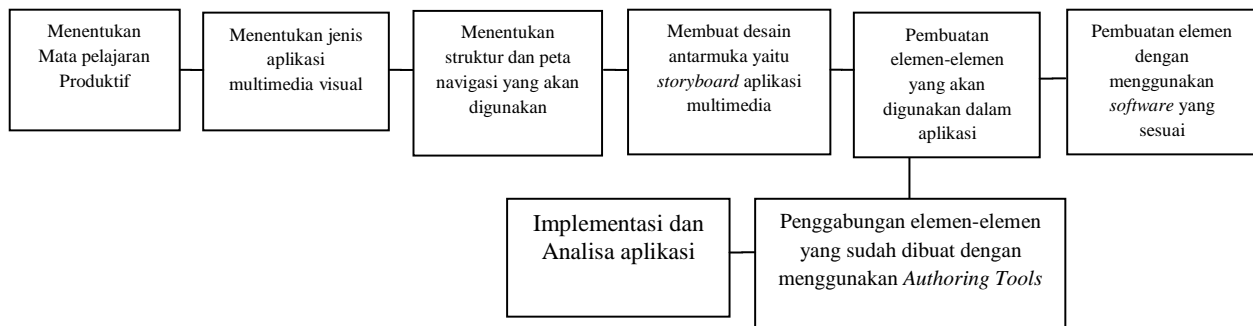 Menentukan
Mata pelajaran
Produktif
Menentukan jenis
aplikasi
multimedia visual
Menentukan
struktur dan peta
navigasi yang akan
digunakan
Membuat desain
antarmuka yaitu
storyboard aplikasi
multimedia
Pembuatan
elemen-elemen
yang akan
digunakan dalam
aplikasi
Pembuatan elemen
dengan
menggunakan
software yang
sesuai
Implementasi dan
Analisa aplikasi
Penggabungan elemen-elemen
yang sudah dibuat dengan
menggunakan Authoring Tools